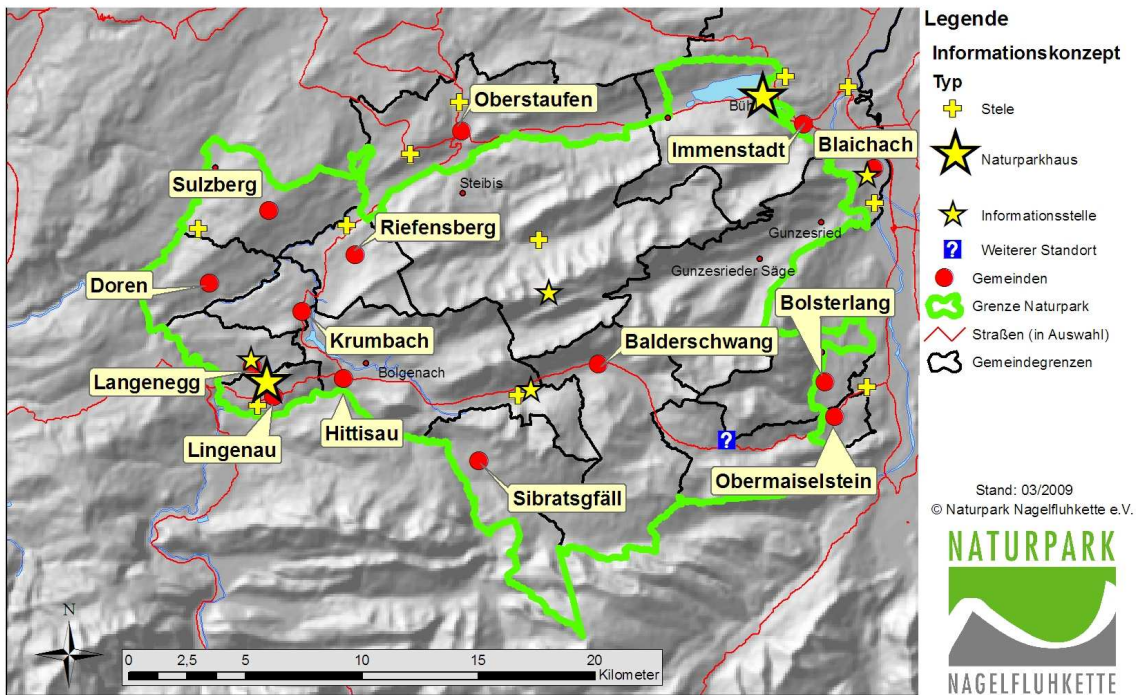 Oberstaufen
Bühl
Immenstadt
Blaichach
Sulzberg
Steibis
Riefensberg
Gunzesried
Gunzesrieder Säge
Doren
Bolsterlang
Krumbach
Balderschwang
Langenegg
Bolgenach
Lingenau
Hittisau
Obermaiselstein
Sibratsgfäll
?
N
0 2,5 5 10 15 20
Kilometer
Legende
Informationskonzept
Typ
Stele
Naturparkhaus
Informationsstelle
? Weiterer Standort
Gemeinden
Grenze Naturpark
Straßen (in Auswahl)
Gemeindegrenzen
Stand: 03/2009
© Naturpark Nagelfluhkette e.V.
NATURPARK
NAGELFLUHKETTE